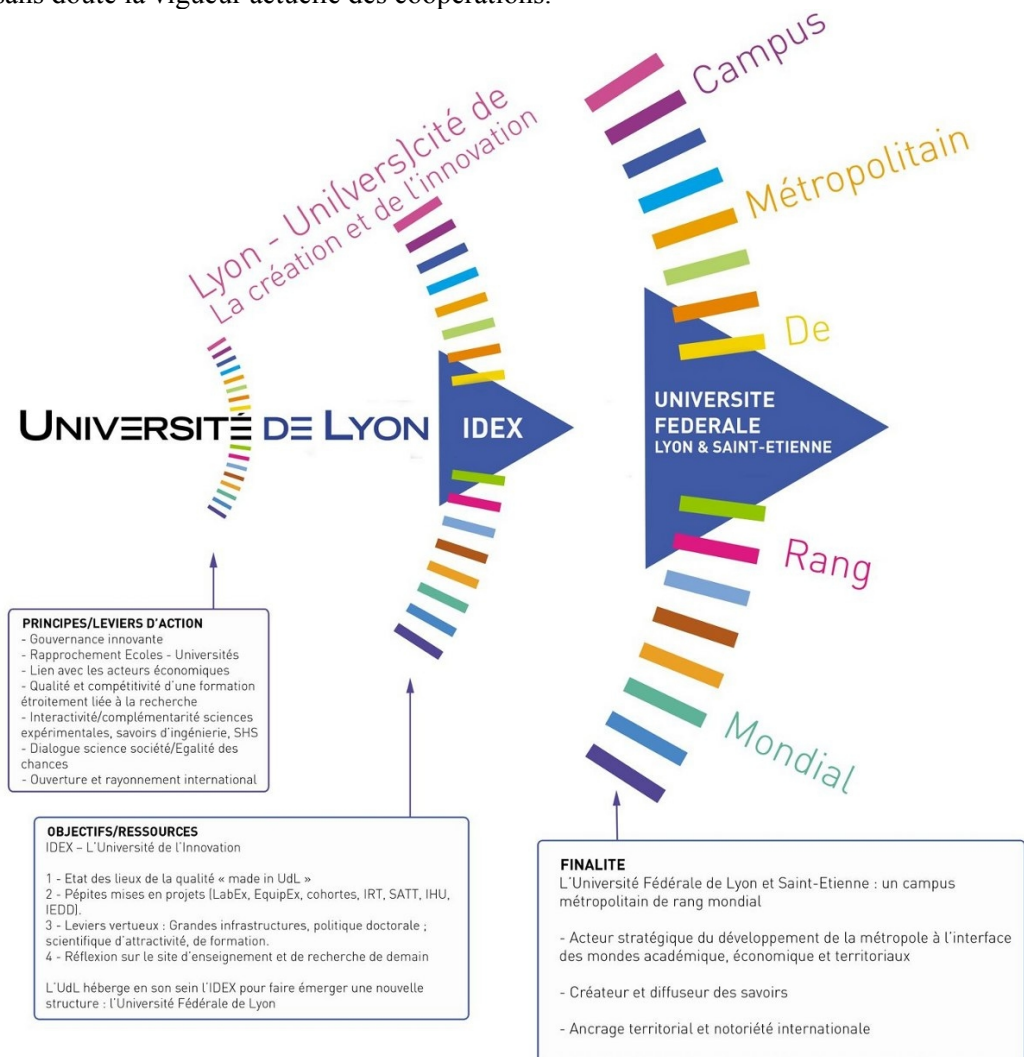 sans doute la vigueur actuelle des coopérations.
Campus
Métropolitain
De
Rang
Mondial
Lyon - Uni(vers)cité de
La création et de l'innovation
UNIVERSITÉ DE LYON
IDEX
UNIVERSITE
FEDERALE
LYON & SAINT-ETIENNE
PRINCIPES/LEVIERS D'ACTION
- Gouvernance innovante
- Rapprochement Ecoles - Universités
- Lien avec les acteurs économiques
- Qualité et compétitivité d'une formation
étroitement liée à la recherche
- Interactivité/complémentarité sciences
expérimentales, savoirs d'ingénierie, SHS
- Dialogue science société/Egalité des
chances
- Ouverture et rayonnement international
OBJECTIFS/RESSOURCES
IDEX – L'Université de l'Innovation
1 - Etat des lieux de la qualité « made in UdL »
2 - Pépites mises en projets (LabEx, EquipEx, cohortes, IRT, SATT, IHU,
IEDD).
3 - Leviers vertueux : Grandes infrastructures, politique doctorale ;
scientifique d'attractivité, de formation.
4 - Réflexion sur le site d'enseignement et de recherche de demain
L'UdL héberge en son sein l'IDEX pour faire émerger une nouvelle
structure : l'Université Fédérale de Lyon
FINALITE
L'Université Fédérale de Lyon et Saint-Etienne : un campus
métropolitain de rang mondial
- Acteur stratégique du développement de la métropole à l'interface
des mondes académique, économique et territoriaux
- Créateur et diffuseur des savoirs
- Ancrage territorial et notoriété internationale